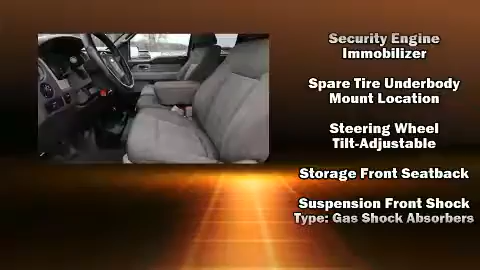 Security Engine
Immobilizer
Spare Tire Underbody
Mount Location
Steering Wheel
Tilt-Adjustable
Storage Front Seatback
Suspension Front Shock
Type: Gas Shock Absorbers